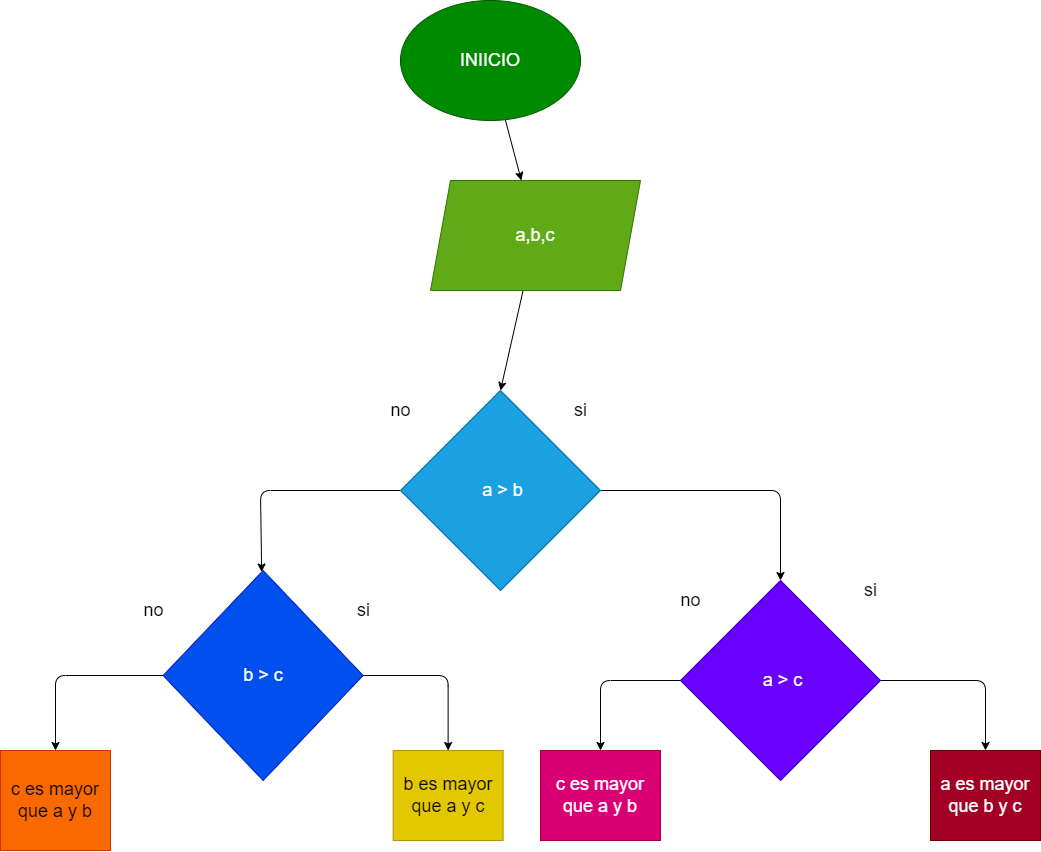 INIICIO
a,b,c
no
si
a > b
no
si
no
si
b > c
a > c
c es mayor
que a y b
b es mayor
que a y c
c es mayor
que a y b
a es mayor
que b y c